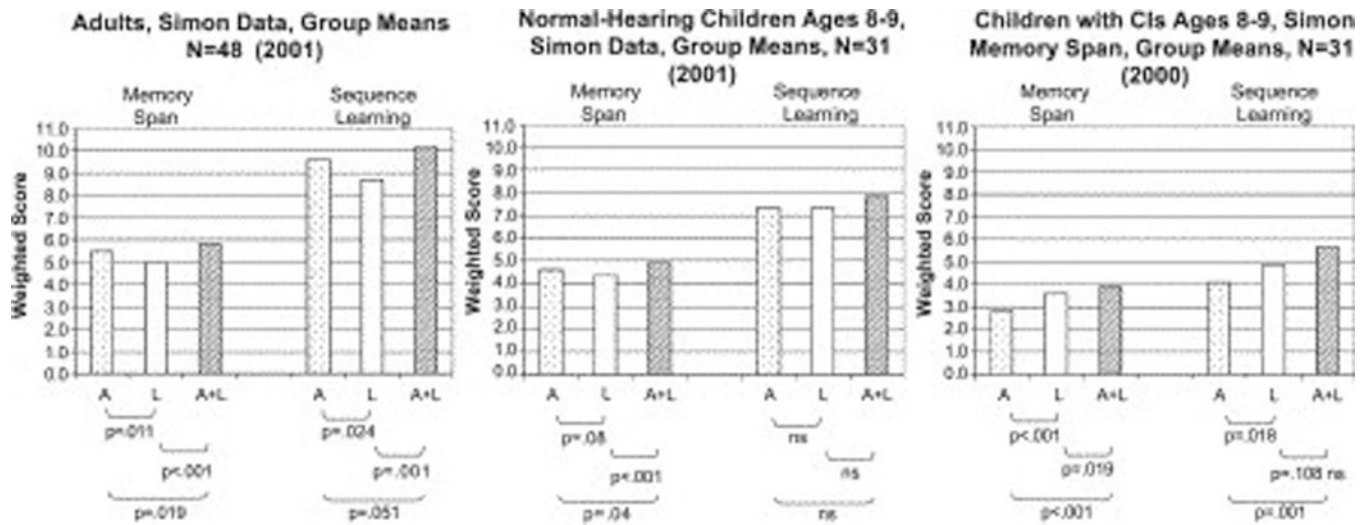 Adults, Simon Data, Group Means
N=48 (2001)
Memory
Span
Sequence
Learning
Weighted Score
11.0
10.0
9.0
8.0
7.0
6.0
5.0
4.0
3.0
2.0
1.0
0.0
A L A+L A L A+L
p=.011 p=.024
p<.001 p=.001
p=.019 p=.051
Normal-Hearing Children Ages 8-9,
Simon Data, Group Means, N=31
(2001)
Memory
Span
Sequence
Learning
Weighted Score
11.0
10.0
9.0
8.0
7.0
6.0
5.0
4.0
3.0
2.0
1.0
0.0
A L A+L A L A+L
p=.08 ns
p<.001 ns
p=.04 ns
Children with CIs Ages 8-9, Simon
Memory Span, Group Means, N=31
(2000)
Memory
Span
Sequence
Learning
Weighted Score
11.0
10.0
9.0
8.0
7.0
6.0
5.0
4.0
3.0
2.0
1.0
0.0
A L A+L A L A+L
p<.001 p=.018
p=.019 p=.108 ns
p<.001 p=.001